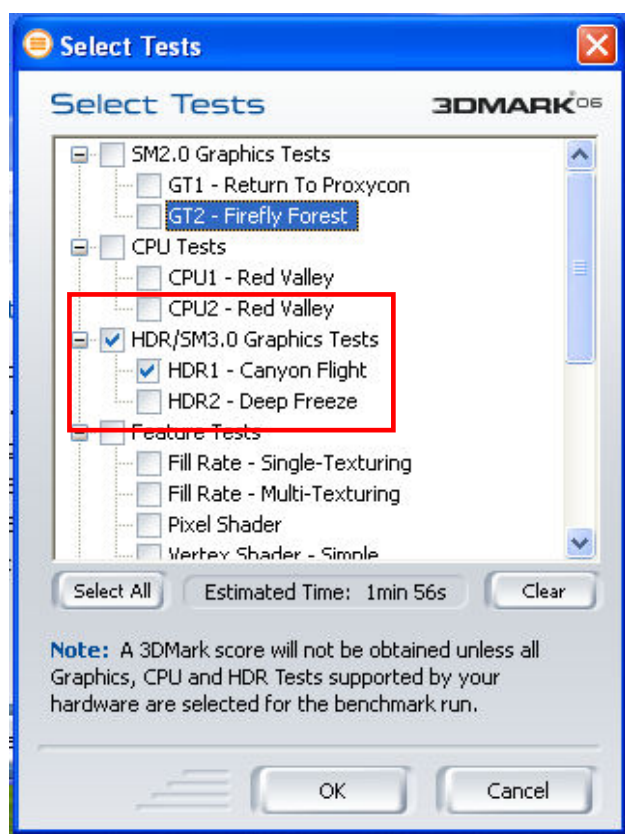 Select Tests
Select Tests
3DMARK06
SM2.0 Graphics Tests
GT1 - Return To Proxycon
GT2 - Firefly Forest
CPU Tests
CPU1 - Red Valley
CPU2 - Red Valley
HDR/SM3.0 Graphics Tests
HDR1 - Canyon Flight
HDR2 - Deep Freeze
Feature Tests
Fill Rate - Single-Texturing
Fill Rate - Multi-Texturing
Pixel Shader
Vertex Shader - Simple
Select All
Estimated Time: 1min 56s
Clear
Note: A 3DMark score will not be obtained unless all
Graphics, CPU and HDR Tests supported by your
hardware are selected for the benchmark run.
OK
Cancel